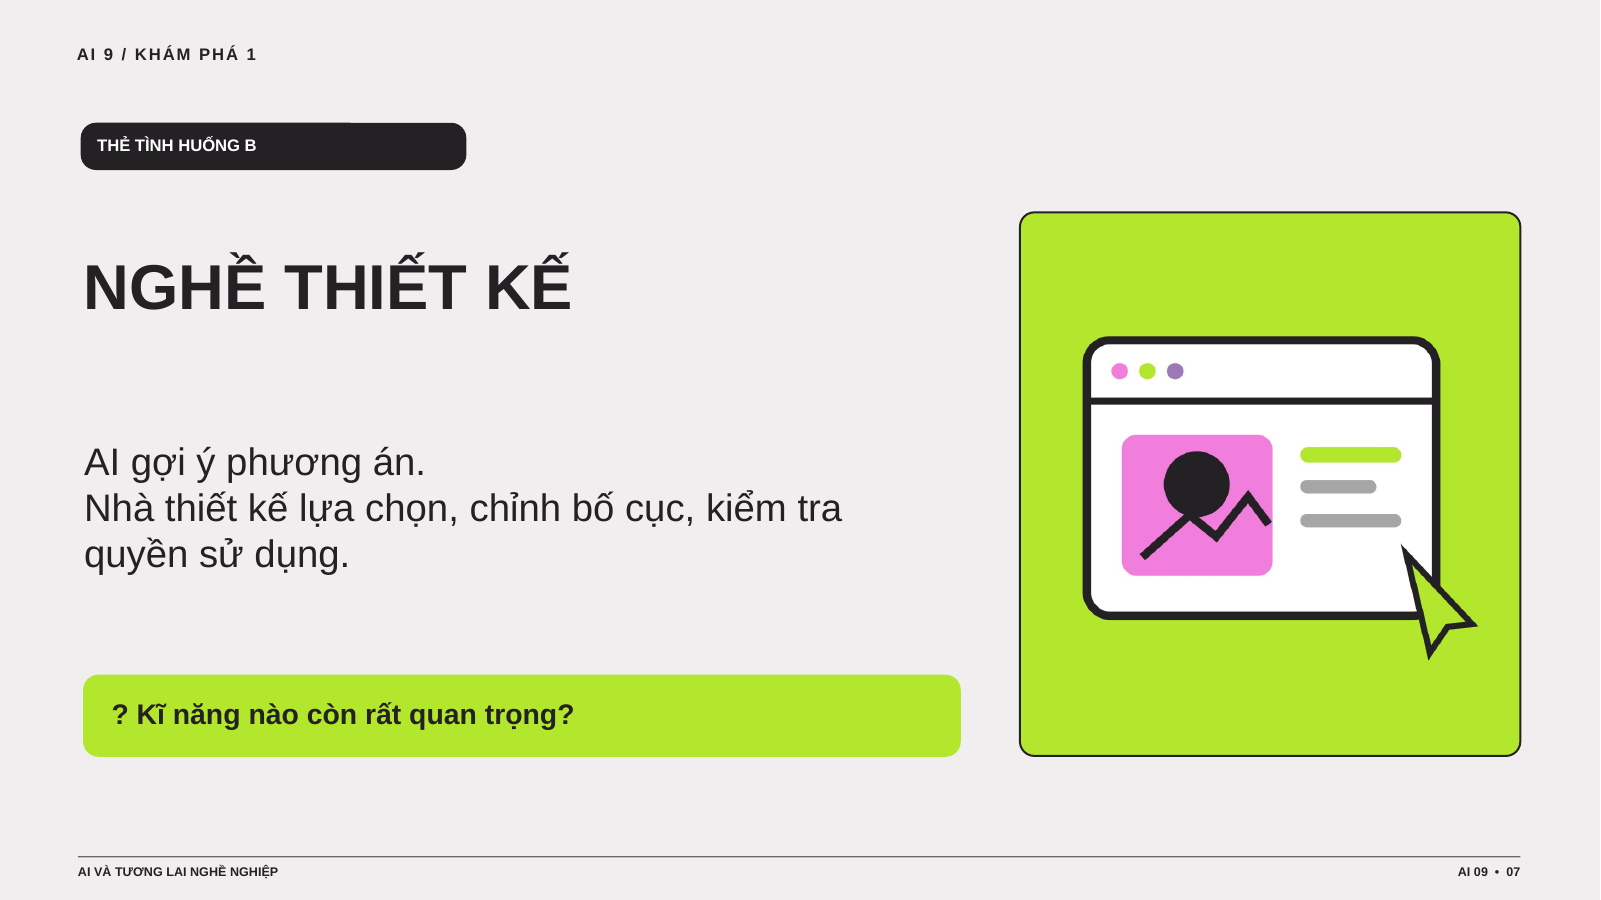 AI 9 / KHÁM PHÁ 1
THẺ TÌNH HUỐNG B
NGHỀ THIẾT KẾ
AI gợi ý phương án.
Nhà thiết kế lựa chọn, chỉnh bố cục, kiểm tra
quyền sử dụng.
? Kĩ năng nào còn rất quan trọng?
AI VÀ TƯƠNG LAI NGHỀ NGHIỆP
AI 09 • 07